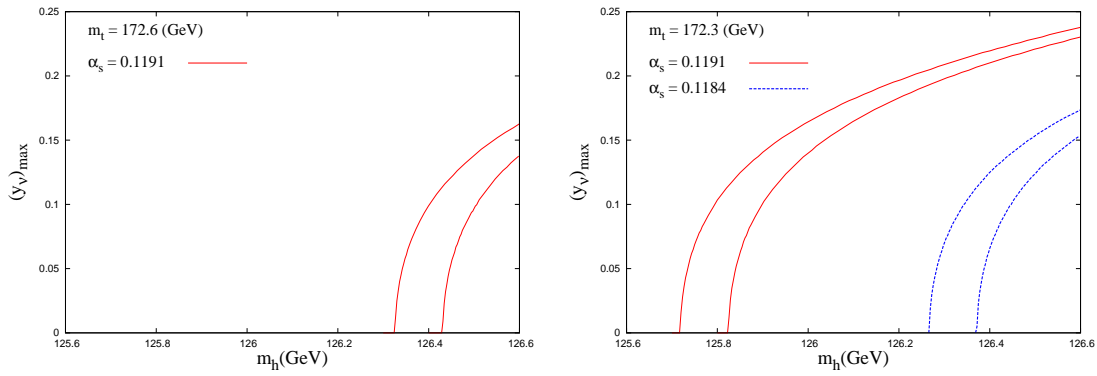 m_t = 172.6 (GeV)
α_s = 0.1191
(y_ν)_max
0.25
0.2
0.15
0.1
0.05
0
125.6 125.8 126 126.2 126.4 126.6
m_h(GeV)
m_t = 172.3 (GeV)
α_s = 0.1191
α_s = 0.1184
(y_ν)_max
0.25
0.2
0.15
0.1
0.05
0
125.6 125.8 126 126.2 126.4 126.6
m_h(GeV)